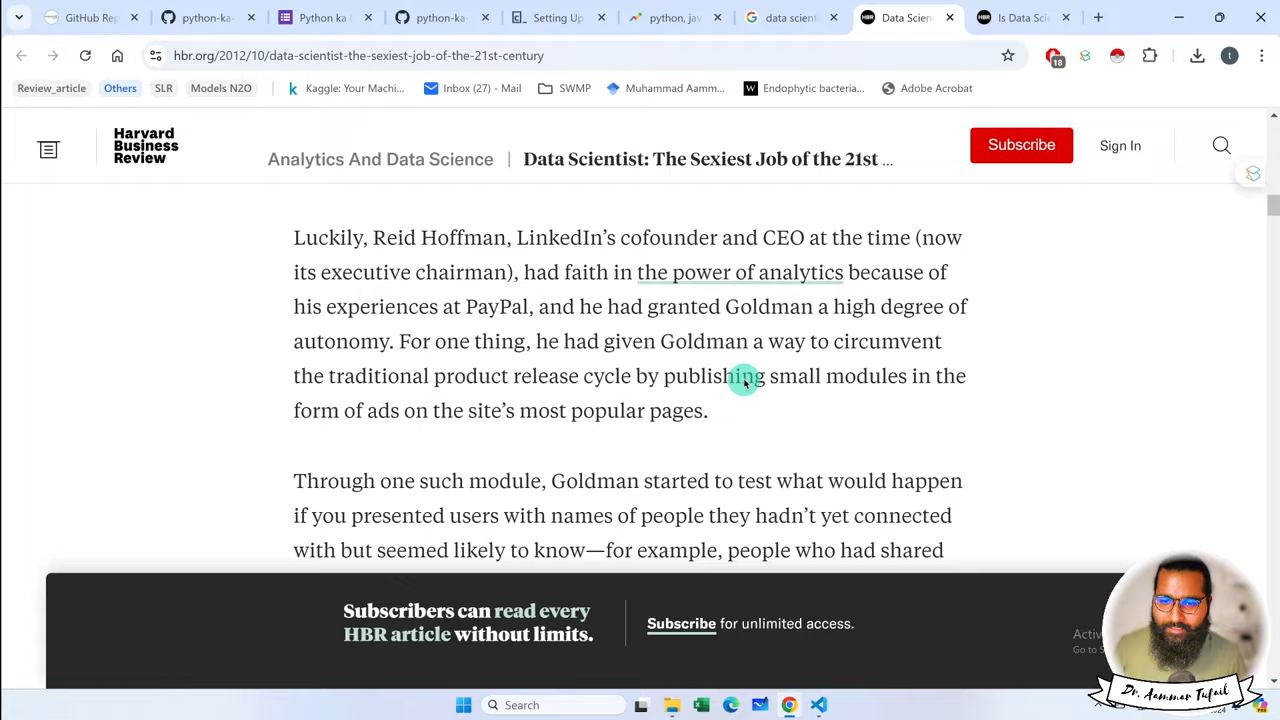 GitHub Rep
python-ka-
Python ka
python-ka-
Setting Up
python, jav
data scient
Data Scien
Is Data Sci
hbr.org/2012/10/data-scientist-the-sexiest-job-of-the-21st-century
18
t
Review_article
Others
SLR
Models N2O
Kaggle: Your Machi...
Inbox (27) - Mail
SWMP
Muhammad Aamm...
Endophytic bacteria...
Adobe Acrobat
Harvard
Business
Review
Analytics And Data Science | Data Scientist: The Sexiest Job of the 21st ...
Subscribe
Sign In
Luckily, Reid Hoffman, LinkedIn’s cofounder and CEO at the time (now
its executive chairman), had faith in the power of analytics because of
his experiences at PayPal, and he had granted Goldman a high degree of
autonomy. For one thing, he had given Goldman a way to circumvent
the traditional product release cycle by publishing small modules in the
form of ads on the site’s most popular pages.
Through one such module, Goldman started to test what would happen
if you presented users with names of people they hadn’t yet connected
with but seemed likely to know—for example, people who had shared
Subscribers can read every
HBR article without limits.
Subscribe for unlimited access.
Activ
Go to S
Dr. Aammar Tufail
Search